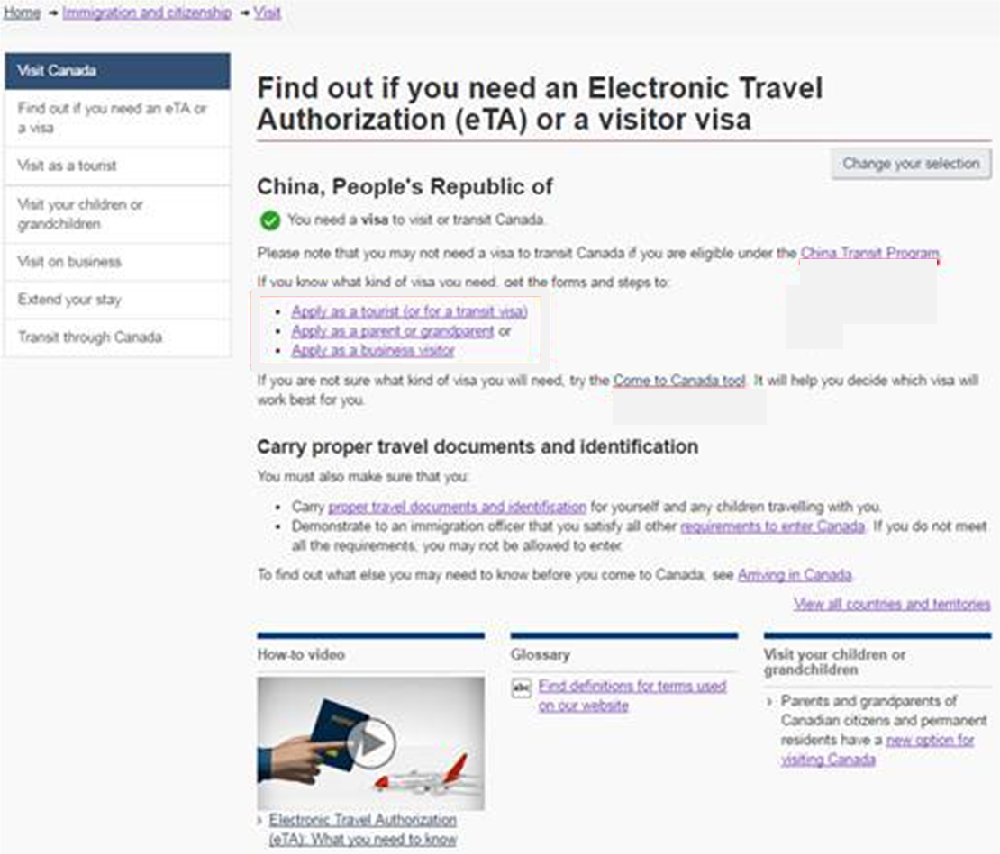 Home → Immigration and citizenship → Visit
Visit Canada
Find out if you need an eTA or
a visa
Visit as a tourist
Visit your children or
grandchildren
Visit on business
Extend your stay
Transit through Canada
Find out if you need an Electronic Travel
Authorization (eTA) or a visitor visa
Change your selection
China, People's Republic of
You need a visa to visit or transit Canada.
Please note that you may not need a visa to transit Canada if you are eligible under the China Transit Program.
If you know what kind of visa you need, get the forms and steps to:
• Apply as a tourist (or for a transit visa)
• Apply as a parent or grandparent or
• Apply as a business visitor
If you are not sure what kind of visa you will need, try the Come to Canada tool. It will help you decide which visa will
work best for you.
Carry proper travel documents and identification
You must also make sure that you:
• Carry proper travel documents and identification for yourself and any children travelling with you.
• Demonstrate to an immigration officer that you satisfy all other requirements to enter Canada. If you do not meet
all the requirements, you may not be allowed to enter.
To find out what else you may need to know before you come to Canada, see Arriving in Canada.
View all countries and territories
How-to video
Electronic Travel Authorization
(eTA): What you need to know
Glossary
abc Find definitions for terms used
on our website
Visit your children or
grandchildren
› Parents and grandparents of
Canadian citizens and permanent
residents have a new option for
visiting Canada